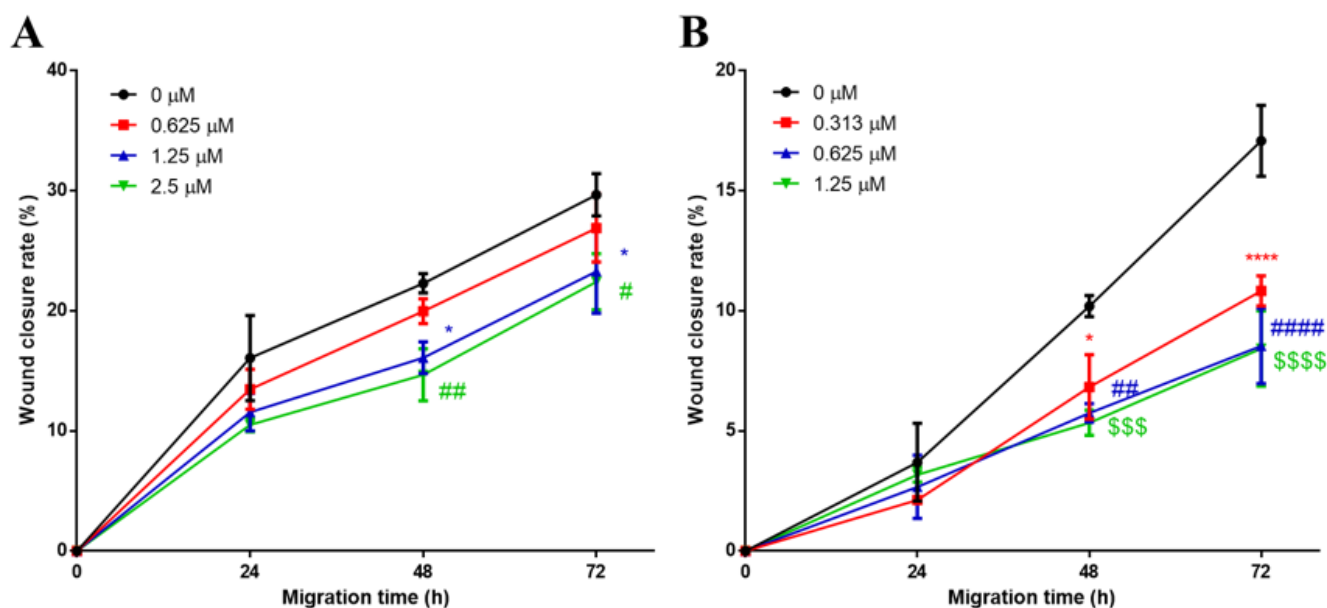 A
Wound closure rate (%)
40
30
20
10
0
0 μM
0.625 μM
1.25 μM
2.5 μM
*
#
*
##
0
24
48
72
Migration time (h)
B
Wound closure rate (%)
20
15
10
5
0
0 μM
0.313 μM
0.625 μM
1.25 μM
****
*
####
$$$$
##
$$$
0
24
48
72
Migration time (h)